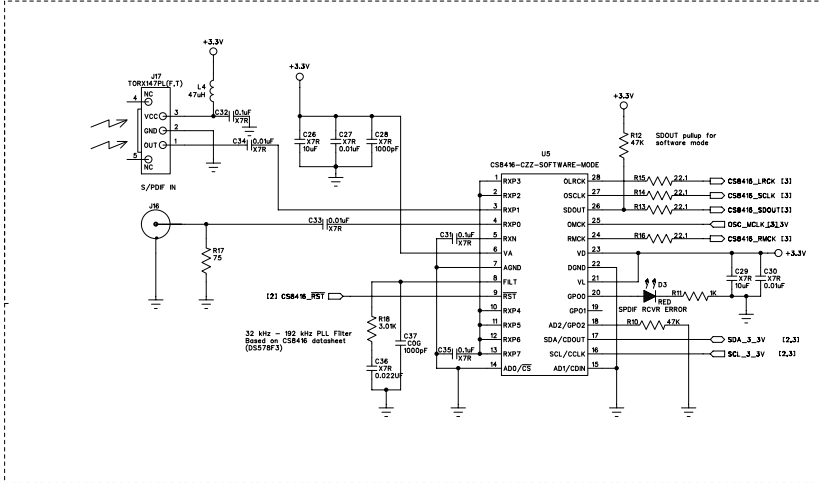 +3.3V
J17
TORX147PL(F,T)
NC
4
VCC
3
GND
2
OUT
1
5
NC
L4
47uH
C32
0.1uF
X7R
C34
0.01uF
X7R
S/PDIF IN
J16
R17
75
C33
0.01uF
X7R
+3.3V
C26
X7R
10uF
C27
X7R
0.01uF
C28
X7R
1000pF
C31
0.1uF
X7R
[2] CS8416_RST
R18
3.01K
32 kHz - 192 kHz PLL Filter
Based on CS8416 datasheet
(DS578F3)
C36
X7R
0.022UF
C37
COG
1000pF
C35
0.1uF
X7R
U5
CS8416-CZZ-SOFTWARE-MODE
1 RXP3 OLRCK 28
2 RXP2 OSCLK 27
3 RXP1 SDOUT 26
4 RXP0 OMCK 25
5 RXN RMCK 24
6 VA VD 23
7 AGND DGND 22
8 FILT VL 21
9 RST GPO0 20
10 RXP4 GPO1 19
11 RXP5 AD2/GPO2 18
12 RXP6 SDA/CDOUT 17
13 RXP7 SCL/CCLK 16
14 AD0/CS AD1/CDIN 15
+3.3V
R12
47K
SDOUT pullup for
software mode
R15 22.1 CS8416_LRCK [3]
R14 22.1 CS8416_SCLK [3]
R13 22.1 CS8416_SDOUT[3]
OSC_MCLK_[3]3V
R16 22.1 CS8416_RMCK [3]
+3.3V
C29
X7R
10uF
C30
X7R
0.01uF
D3
RED
R11 1K
SPDIF RCVR ERROR
R10 47K
SDA_3_3V [2,3]
SCL_3_3V [2,3]